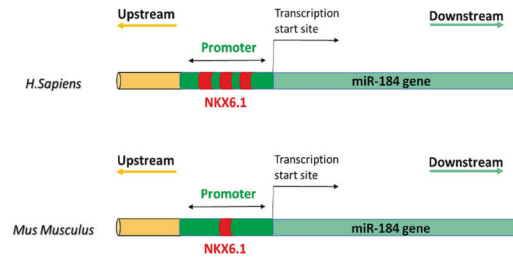 Upstream
Transcription
start site
Downstream
Promoter
H.Sapiens
miR-184 gene
NKX6.1
Upstream
Transcription
start site
Downstream
Promoter
Mus Musculus
miR-184 gene
NKX6.1